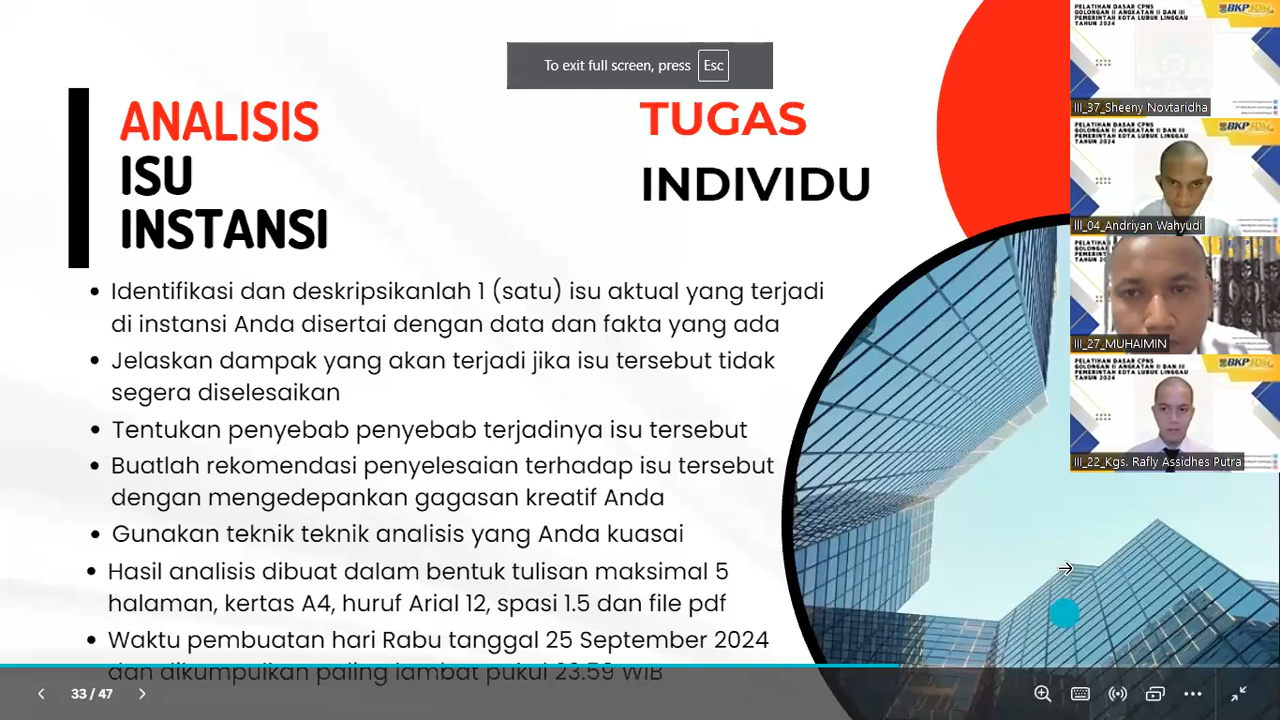 To exit full screen, press Esc
ANALISIS
ISU
INSTANSI
TUGAS
INDIVIDU
• Identifikasi dan deskripsikanlah 1 (satu) isu aktual yang terjadi
di instansi Anda disertai dengan data dan fakta yang ada
• Jelaskan dampak yang akan terjadi jika isu tersebut tidak
segera diselesaikan
• Tentukan penyebab penyebab terjadinya isu tersebut
• Buatlah rekomendasi penyelesaian terhadap isu tersebut
dengan mengedepankan gagasan kreatif Anda
• Gunakan teknik teknik analisis yang Anda kuasai
• Hasil analisis dibuat dalam bentuk tulisan maksimal 5
halaman, kertas A4, huruf Arial 12, spasi 1.5 dan file pdf
• Waktu pembuatan hari Rabu tanggal 25 September 2024
dan dikumpulkan paling lambat pukul 23.59 WIB
33 / 47
PELATIHAN DASAR CPNS
GOLONGAN II ANGKATAN II DAN III
PEMERINTAH KOTA LUBUK LINGGAU
TAHUN 2024
III_37_Sheeny Novtaridha
PELATIHAN DASAR CPNS
GOLONGAN II ANGKATAN II DAN III
PEMERINTAH KOTA LUBUK LINGGAU
TAHUN 2024
III_04_Andriyan Wahyudi
III_27_MUHAIMIN
PELATIHAN DASAR CPNS
GOLONGAN II ANGKATAN II DAN III
PEMERINTAH KOTA LUBUK LINGGAU
TAHUN 2024
III_22_Kgs. Rafly Assidhes Putra